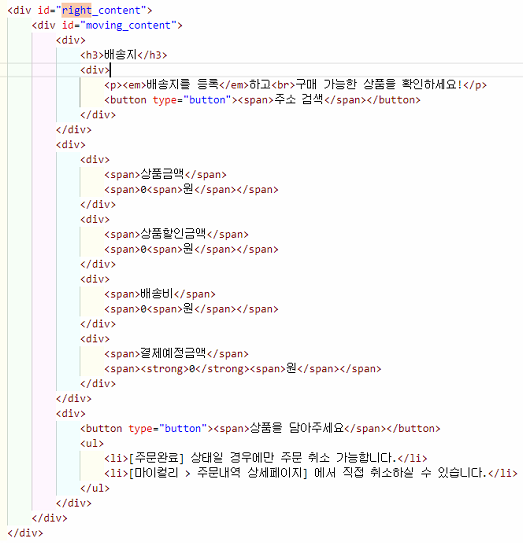 <div id="right_content">
<div id="moving_content">
<div>
<h3>배송지</h3>
<div>
<p><em>배송지를 등록</em>하고<br>구매 가능한 상품을 확인하세요!</p>
<button type="button"><span>주소 검색</span></button>
</div>
</div>
<div>
<div>
<span>상품금액</span>
<span>0<span>원</span></span>
</div>
<div>
<span>상품할인금액</span>
<span>0<span>원</span></span>
</div>
<div>
<span>배송비</span>
<span>0<span>원</span></span>
</div>
<div>
<span>결제예정금액</span>
<span><strong>0</strong><span>원</span></span>
</div>
</div>
<div>
<button type="button"><span>상품을 담아주세요</span></button>
<ul>
<li>[주문완료] 상태일 경우에만 주문 취소 가능합니다.</li>
<li>[마이컬리 > 주문내역 상세페이지] 에서 직접 취소하실 수 있습니다.</li>
</ul>
</div>
</div>
</div>